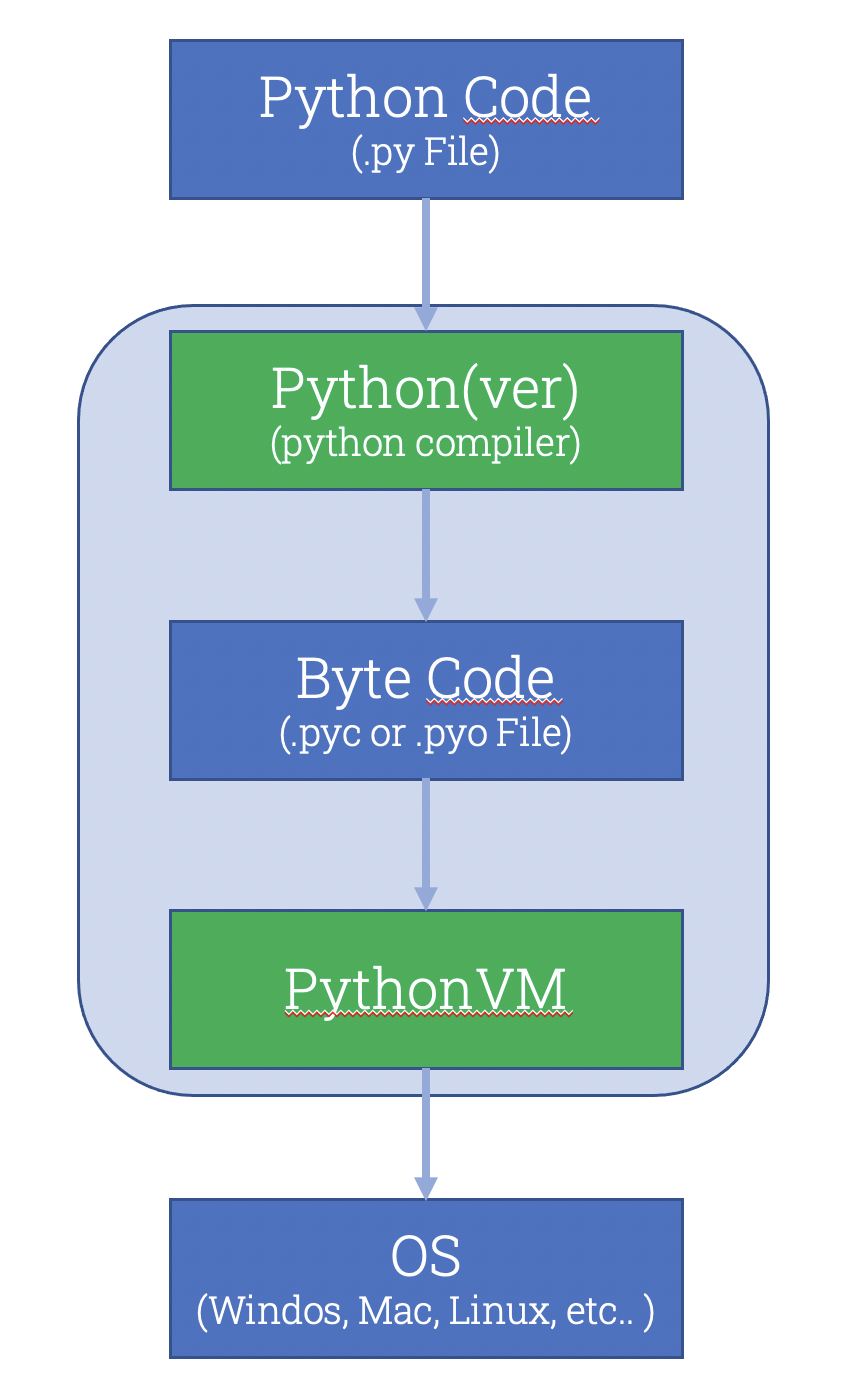 Python Code
(.py File)
Python(ver)
(python compiler)
Byte Code
(.pyc or .pyo File)
PythonVM
OS
(Windos, Mac, Linux, etc.. )